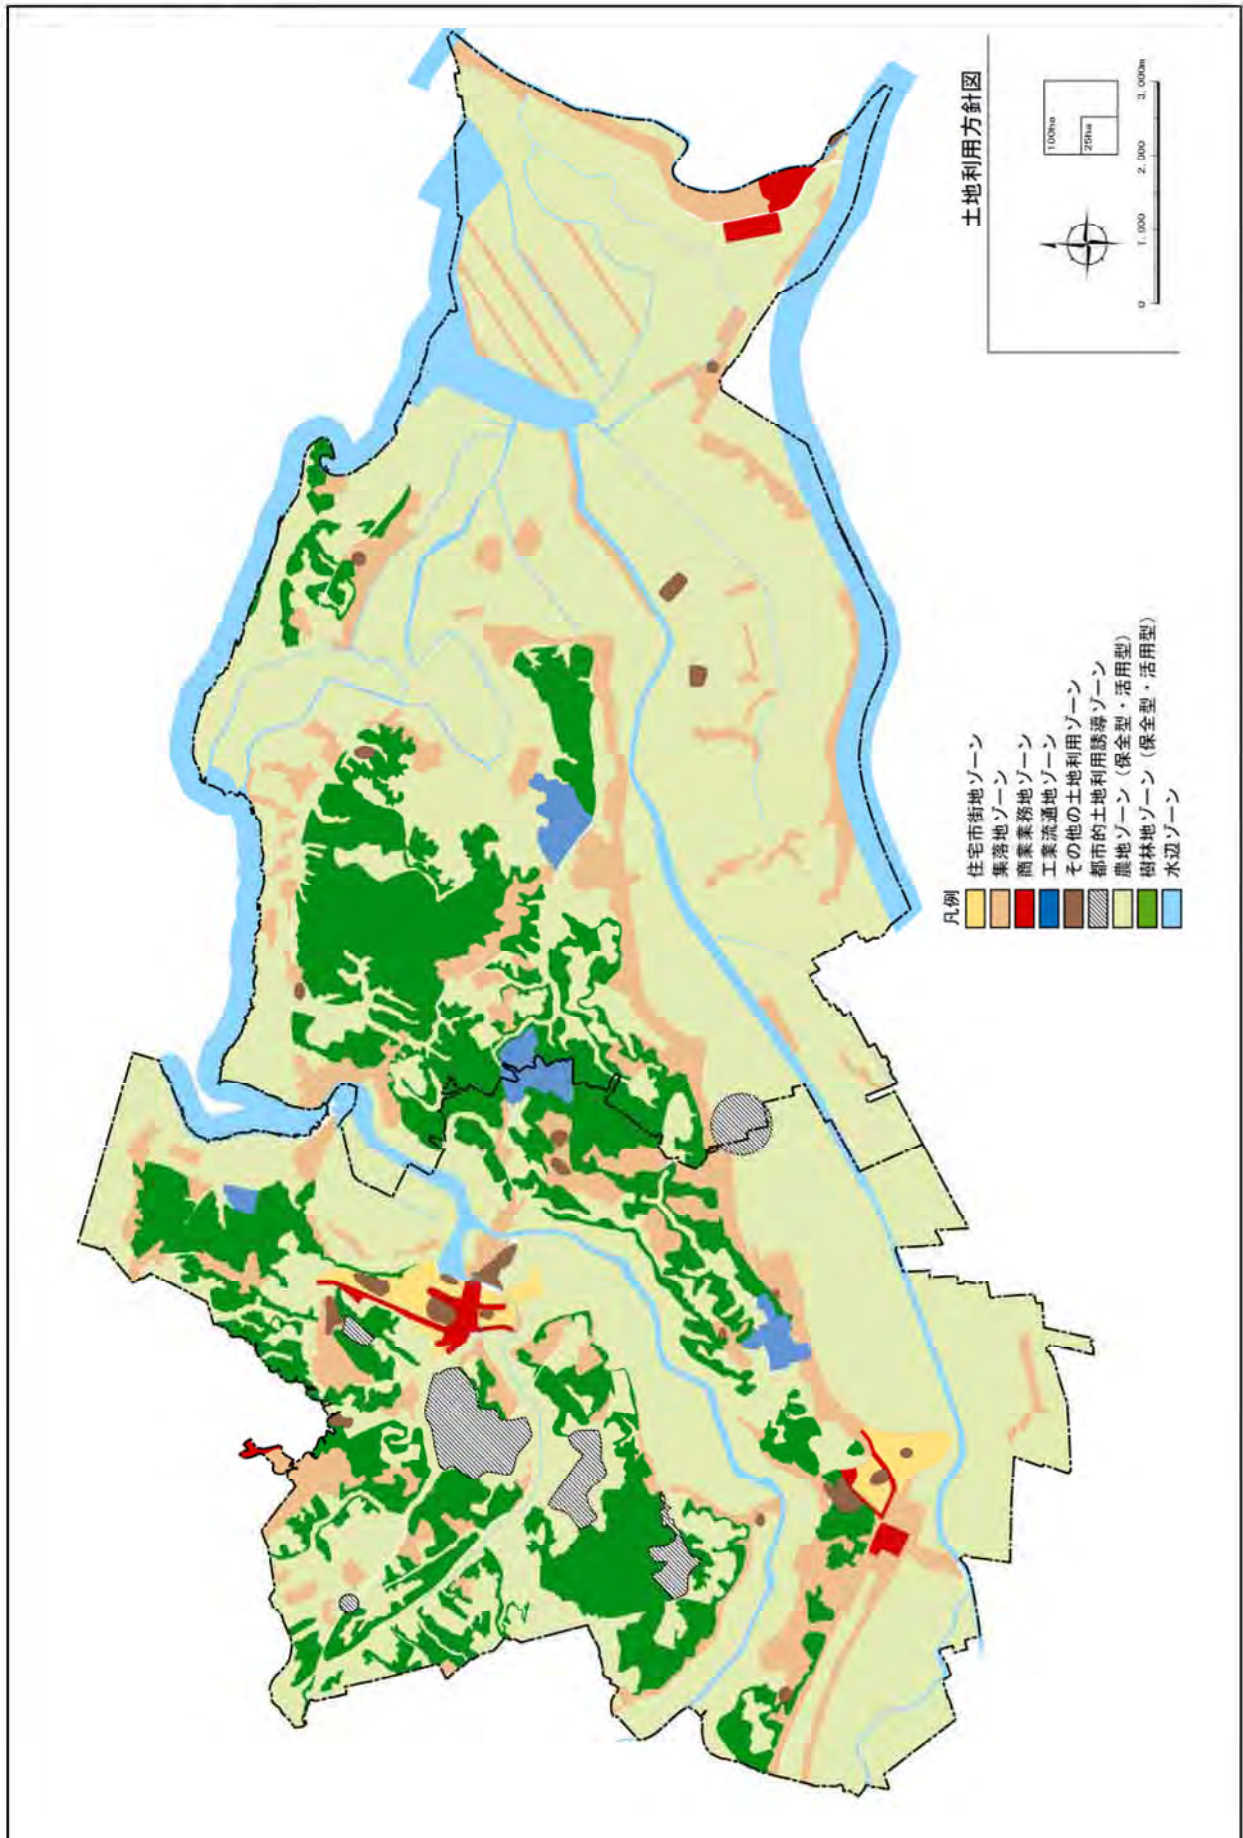 土地利用方針図
100ha
25ha
0 1,000 2,000 3,000m
凡例
住宅市街地ゾーン
集落地ゾーン
商業業務地ゾーン
工業流通地ゾーン
その他の土地利用ゾーン
都市的土地利用誘導ゾーン
農地ゾーン（保全型・活用型）
樹林地ゾーン（保全型・活用型）
水辺ゾーン